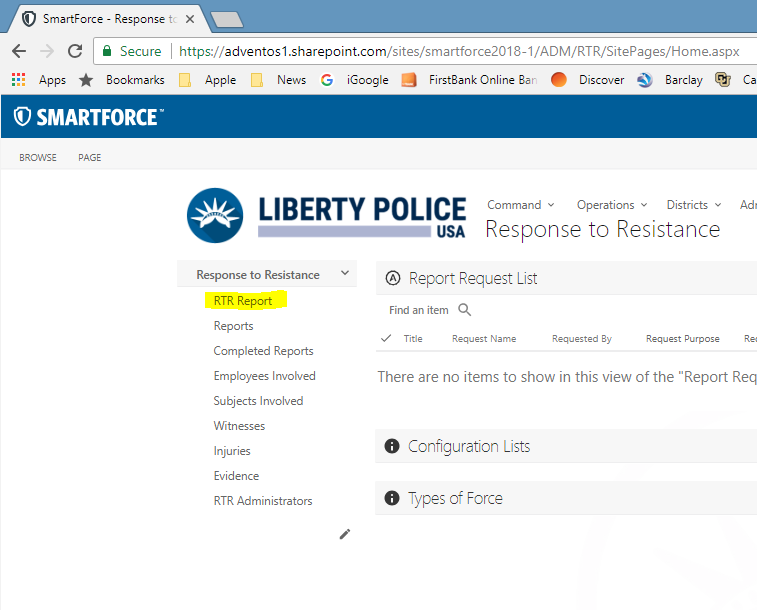 SmartForce - Response to
Secure https://adventos1.sharepoint.com/sites/smartforce2018-1/ADM/RTR/SitePages/Home.aspx
Apps Bookmarks Apple News iGoogle FirstBank Online Ban Discover Barclay Ca
SMARTFORCE™
BROWSE PAGE
LIBERTY POLICE
USA
Command Operations Districts Ad
Response to Resistance
Response to Resistance
RTR Report
Reports
Completed Reports
Employees Involved
Subjects Involved
Witnesses
Injuries
Evidence
RTR Administrators
A Report Request List
Find an item
Title Request Name Requested By Request Purpose Re
There are no items to show in this view of the "Report Req
Configuration Lists
Types of Force